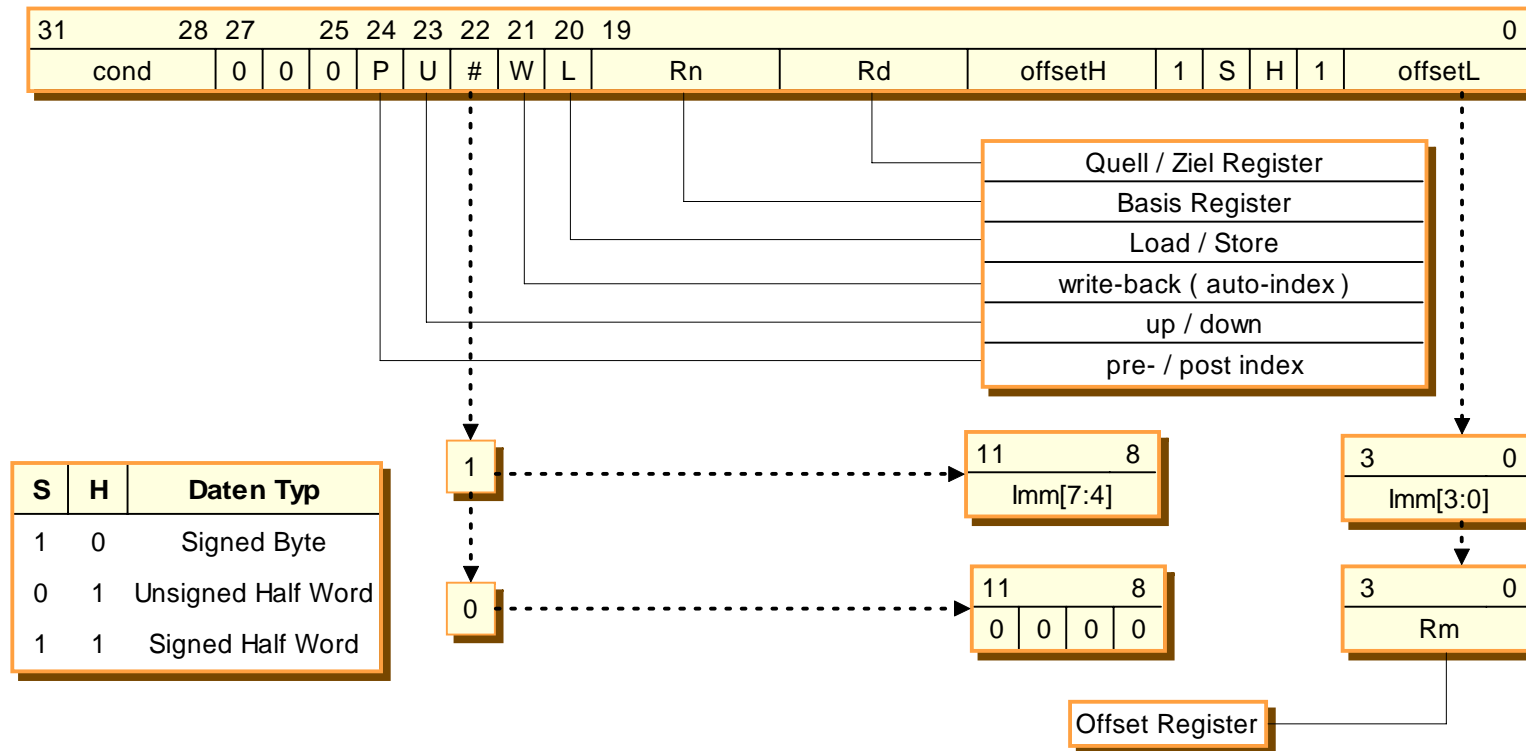 31 28 27 25 24 23 22 21 20 19 0
cond 0 0 0 P U # W L Rn Rd offsetH 1 S H 1 offsetL
Quell / Ziel Register
Basis Register
Load / Store
write-back ( auto-index )
up / down
pre- / post index
1
11 8
Imm[7:4]
3 0
Imm[3:0]
S H Daten Typ
1 0 Signed Byte
0 1 Unsigned Half Word
1 1 Signed Half Word
0
11 8
0 0 0 0
3 0
Rm
Offset Register